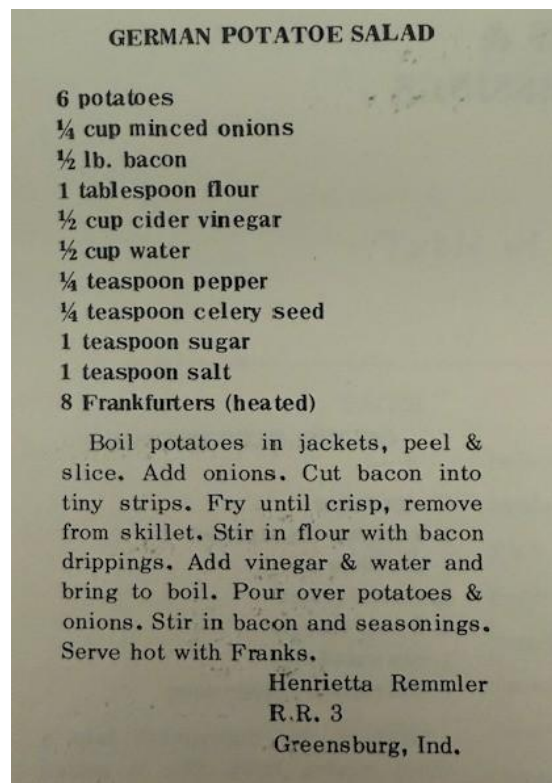 GERMAN POTATOE SALAD
6 potatoes
¼ cup minced onions
½ lb. bacon
1 tablespoon flour
½ cup cider vinegar
½ cup water
¼ teaspoon pepper
¼ teaspoon celery seed
1 teaspoon sugar
1 teaspoon salt
8 Frankfurters (heated)
Boil potatoes in jackets, peel &
slice. Add onions. Cut bacon into
tiny strips. Fry until crisp, remove
from skillet. Stir in flour with bacon
drippings. Add vinegar & water and
bring to boil. Pour over potatoes &
onions. Stir in bacon and seasonings.
Serve hot with Franks.
Henrietta Remmler
R.R. 3
Greensburg, Ind.